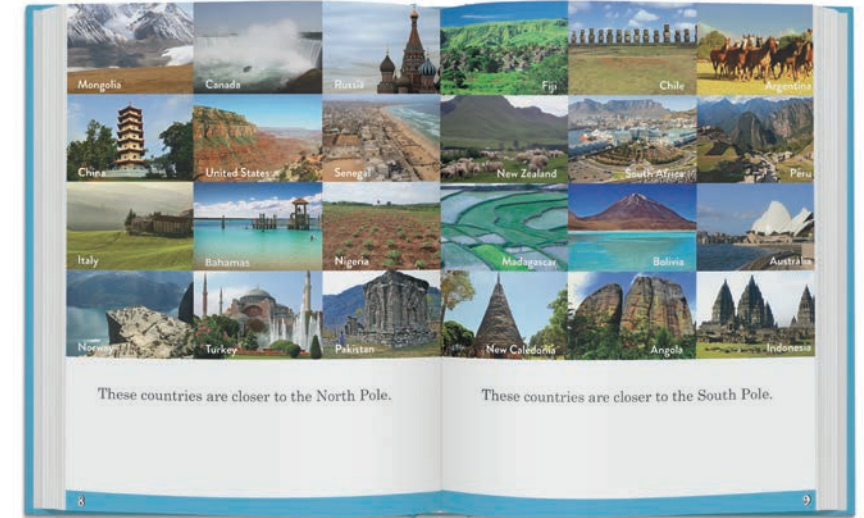 Mongolia Canada Russia
China United States Senegal
Italy Bahamas Nigeria
Norway Turkey Pakistan
These countries are closer to the North Pole.
8
Fiji Chile Argentina
New Zealand South Africa Peru
Madagascar Bolivia Australia
New Caledonia Angola Indonesia
These countries are closer to the South Pole.
9